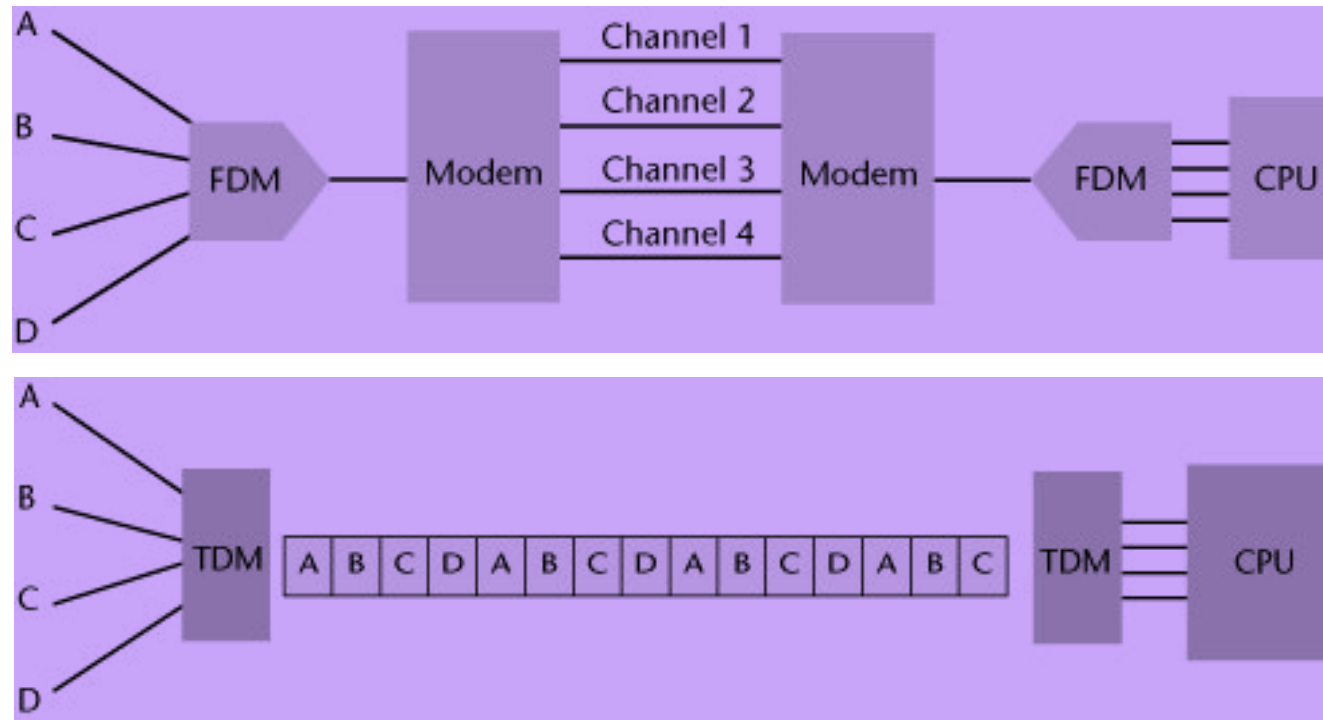 A
B
C
D
FDM
Modem
Channel 1
Channel 2
Channel 3
Channel 4
Modem
FDM
CPU
A
B
C
D
TDM
A B C D A B C D A B C D A B C
TDM
CPU